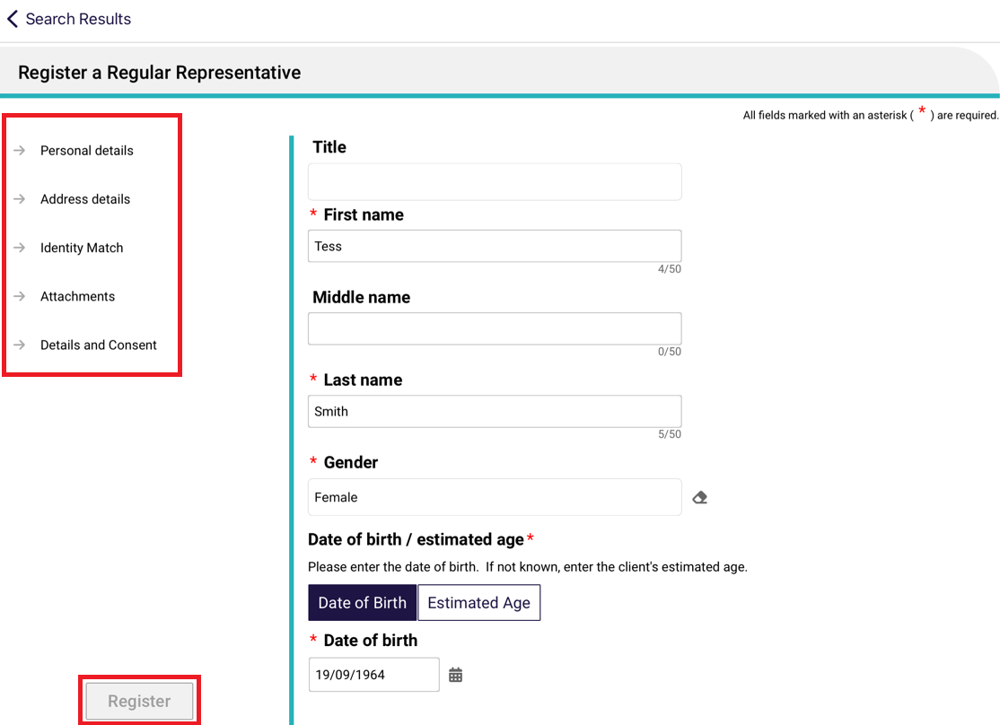 Search Results
Register a Regular Representative
All fields marked with an asterisk ( * ) are required.
Personal details
Address details
Identity Match
Attachments
Details and Consent
Register
Title
* First name
Tess
4/50
Middle name
0/50
* Last name
Smith
5/50
* Gender
Female
Date of birth / estimated age*
Please enter the date of birth.  If not known, enter the client's estimated age.
Date of Birth Estimated Age
* Date of birth
19/09/1964